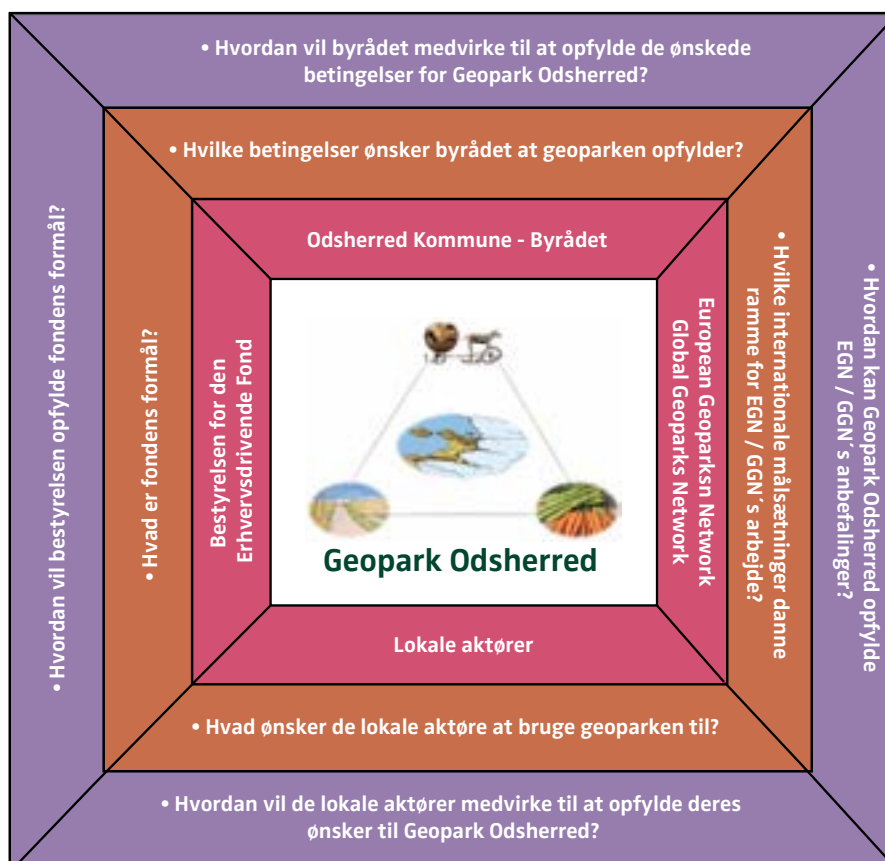 • Hvordan vil byrådet medvirke til at opfylde de ønskede
betingelser for Geopark Odsherred?
• Hvilke betingelser ønsker byrådet at geoparken opfylder?
Odsherred Kommune - Byrådet
• Hvordan vil bestyrelsen opfylde fondens formål?
• Hvad er fondens formål?
Bestyrelsen for den
Erhvervsdrivende Fond
Geopark Odsherred
European Geoparksn Network
Global Geoparks Network
• Hvilke internationale målsætninger danne
ramme for EGN / GGN´s arbejde?
• Hvordan kan Geopark Odsherred opfylde
EGN / GGN´s anbefalinger?
Lokale aktører
• Hvad ønsker de lokale aktøre at bruge geoparken til?
• Hvordan vil de lokale aktører medvirke til at opfylde deres
ønsker til Geopark Odsherred?